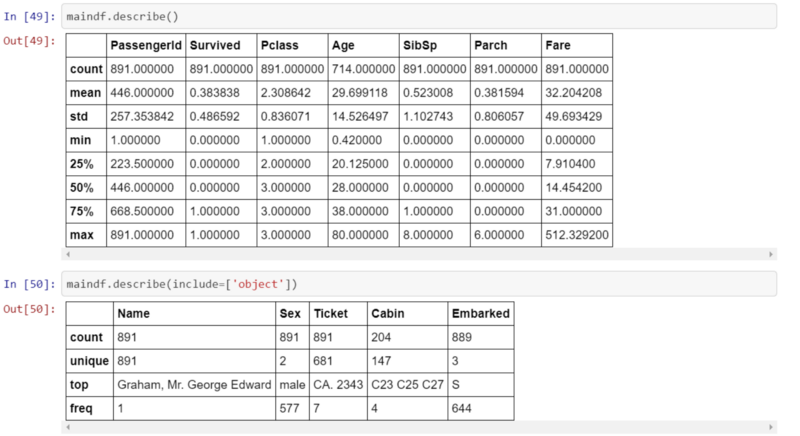 In [49]: maindf.describe()
Out[49]:
PassengerId Survived Pclass Age SibSp Parch Fare
count 891.000000 891.000000 891.000000 714.000000 891.000000 891.000000 891.000000
mean 446.000000 0.383838 2.308642 29.699118 0.523008 0.381594 32.204208
std 257.353842 0.486592 0.836071 14.526497 1.102743 0.806057 49.693429
min 1.000000 0.000000 1.000000 0.420000 0.000000 0.000000 0.000000
25% 223.500000 0.000000 2.000000 20.125000 0.000000 0.000000 7.910400
50% 446.000000 0.000000 3.000000 28.000000 0.000000 0.000000 14.454200
75% 668.500000 1.000000 3.000000 38.000000 1.000000 0.000000 31.000000
max 891.000000 1.000000 3.000000 80.000000 8.000000 6.000000 512.329200
In [50]: maindf.describe(include=['object'])
Out[50]:
Name Sex Ticket Cabin Embarked
count 891 891 891 204 889
unique 891 2 681 147 3
top Graham, Mr. George Edward male CA. 2343 C23 C25 C27 S
freq 1 577 7 4 644